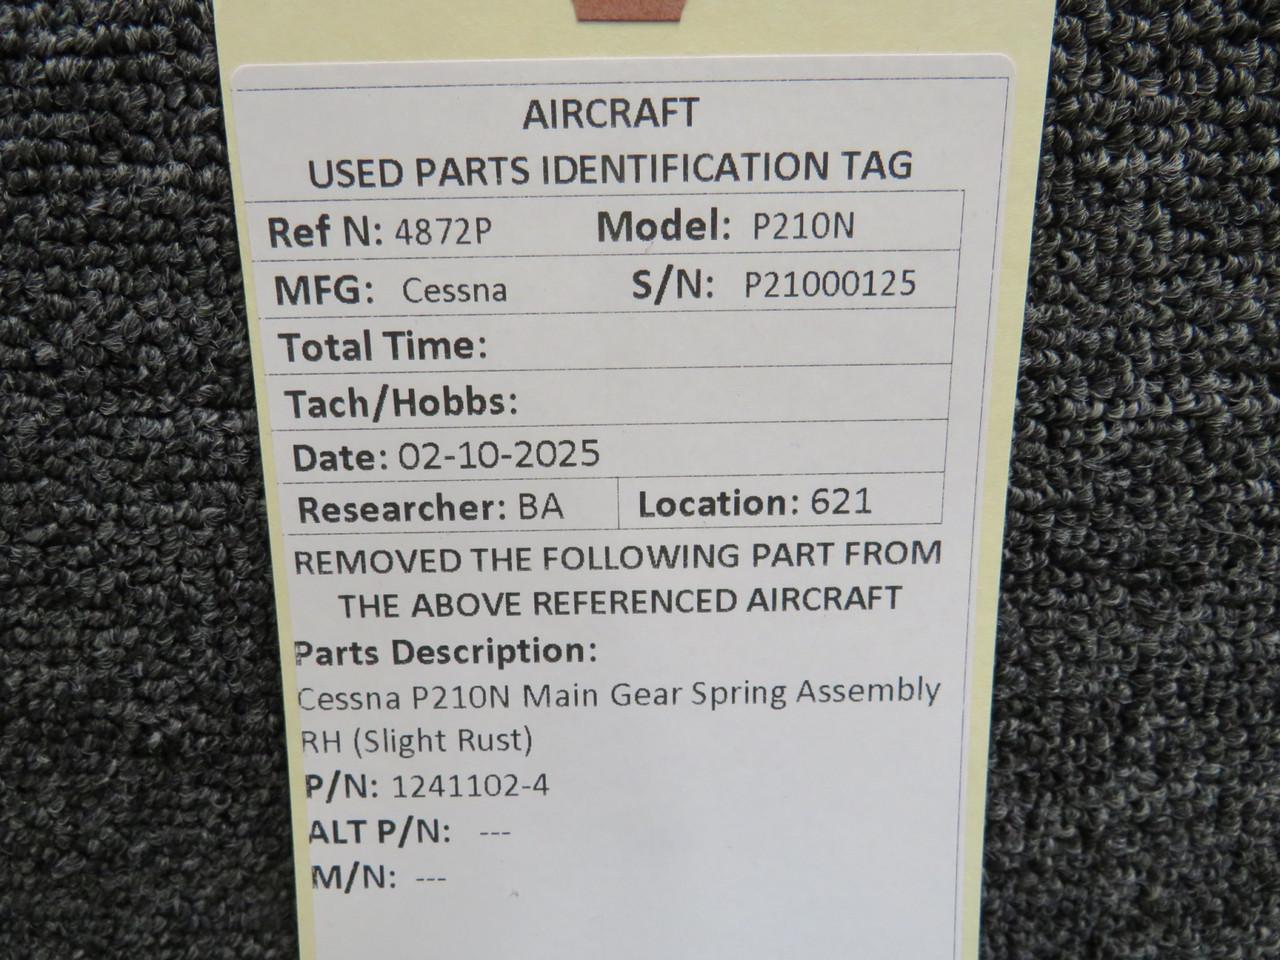 AIRCRAFT
USED PARTS IDENTIFICATION TAG
Ref N: 4872P Model: P210N
MFG: Cessna S/N: P21000125
Total Time:
Tach/Hobbs:
Date: 02-10-2025
Researcher: BA Location: 621
REMOVED THE FOLLOWING PART FROM
THE ABOVE REFERENCED AIRCRAFT
Parts Description:
Cessna P210N Main Gear Spring Assembly
RH (Slight Rust)
P/N: 1241102-4
ALT P/N: ---
M/N: ---